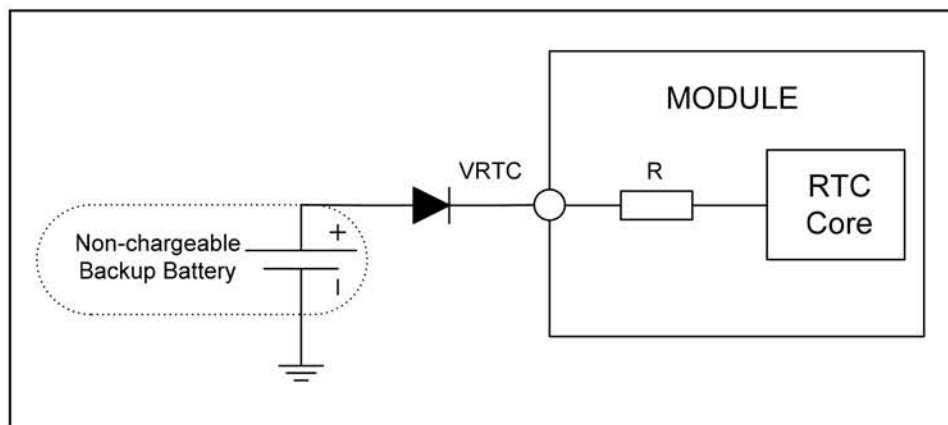 MODULE
VRTC
R
RTC
Core
Non-chargeable
Backup Battery
+